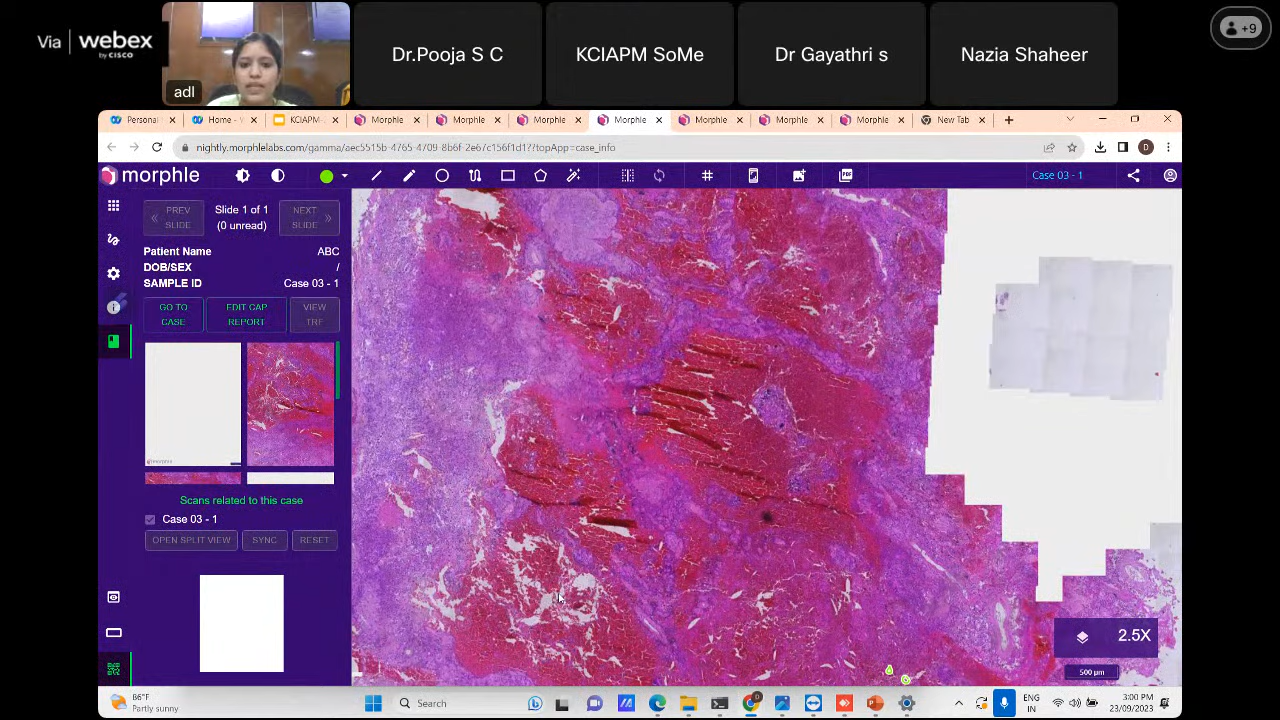 Via webex
by CISCO
adl
Dr.Pooja S C
KCIAPM SoMe
Dr Gayathri s
Nazia Shaheer
+9
Personal
Home -
KCIAPM-
Morphle
Morphle
Morphle
Morphle
Morphle
Morphle
Morphle
New Tab
nightly.morphlelabs.com/gamma/aec5515b-4765-4709-8b6f-2e67c156f1d1?topApp=case_info
D
morphle
Case 03 - 1
PREV SLIDE
Slide 1 of 1
(0 unread)
NEXT SLIDE
Patient Name ABC
DOB/SEX /
SAMPLE ID Case 03 - 1
GO TO CASE
EDIT CAP REPORT
VIEW TRF
Scans related to this case
Case 03 - 1
OPEN SPLIT VIEW
SYNC
RESET
2.5X
500 μm
86°F
Partly sunny
Search
ENG
IN
3:00 PM
23/09/2023